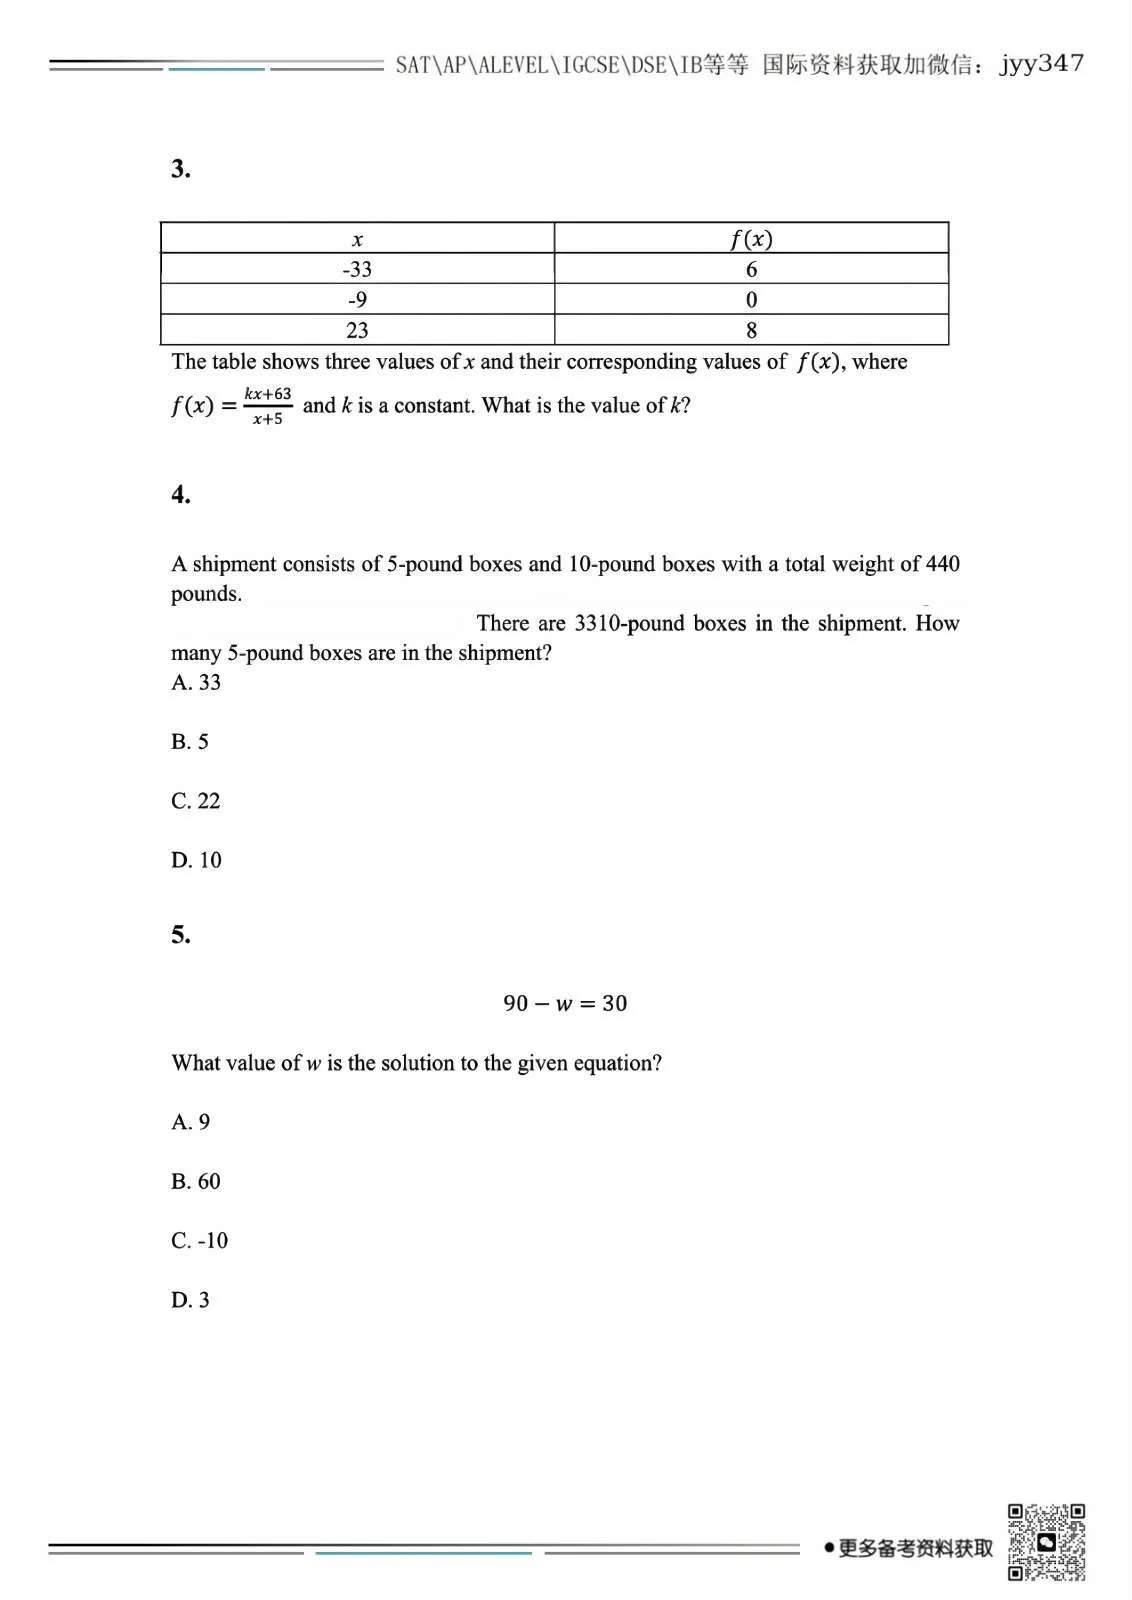 SAT\AP\ALEVEL\IGCSE\DSE\IB等等 国际资料获取加微信: jyy347
3.
x f(x)
-33 6
-9 0
23 8
The table shows three values of x and their corresponding values of f(x), where
f(x) = kx+63/x+5 and k is a constant. What is the value of k?
4.
A shipment consists of 5-pound boxes and 10-pound boxes with a total weight of 440
pounds.
There are 3310-pound boxes in the shipment. How
many 5-pound boxes are in the shipment?
A. 33
B. 5
C. 22
D. 10
5.
90 − w = 30
What value of w is the solution to the given equation?
A. 9
B. 60
C. -10
D. 3
●更多备考资料获取